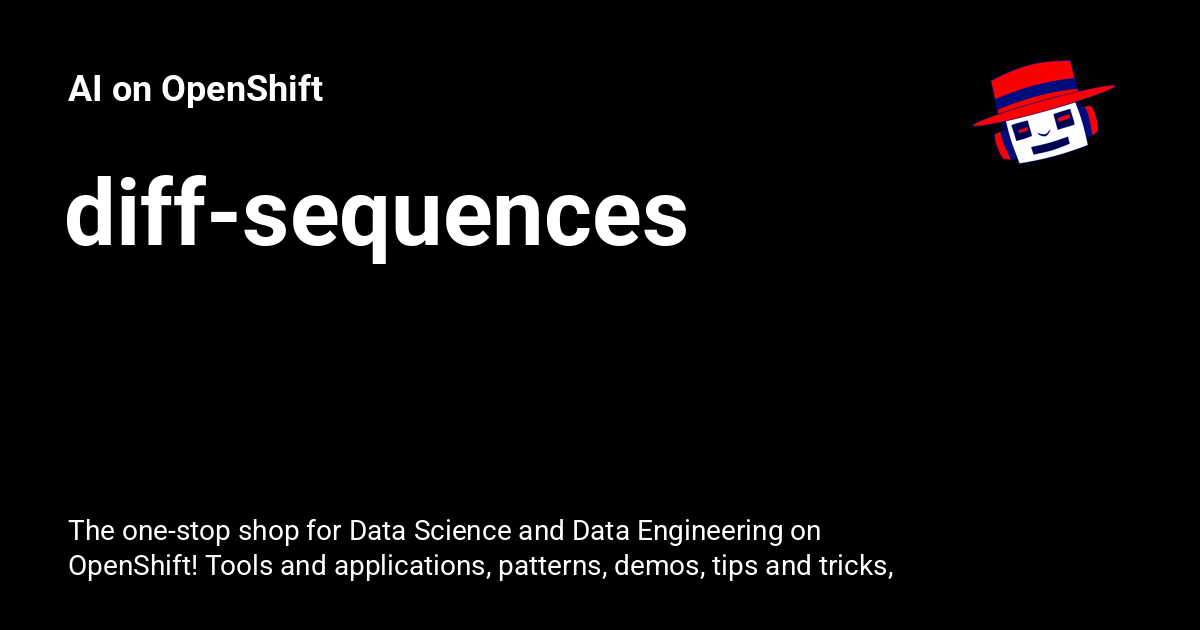 AI on OpenShift
diff-sequences
The one-stop shop for Data Science and Data Engineering on
OpenShift! Tools and applications, patterns, demos, tips and tricks,